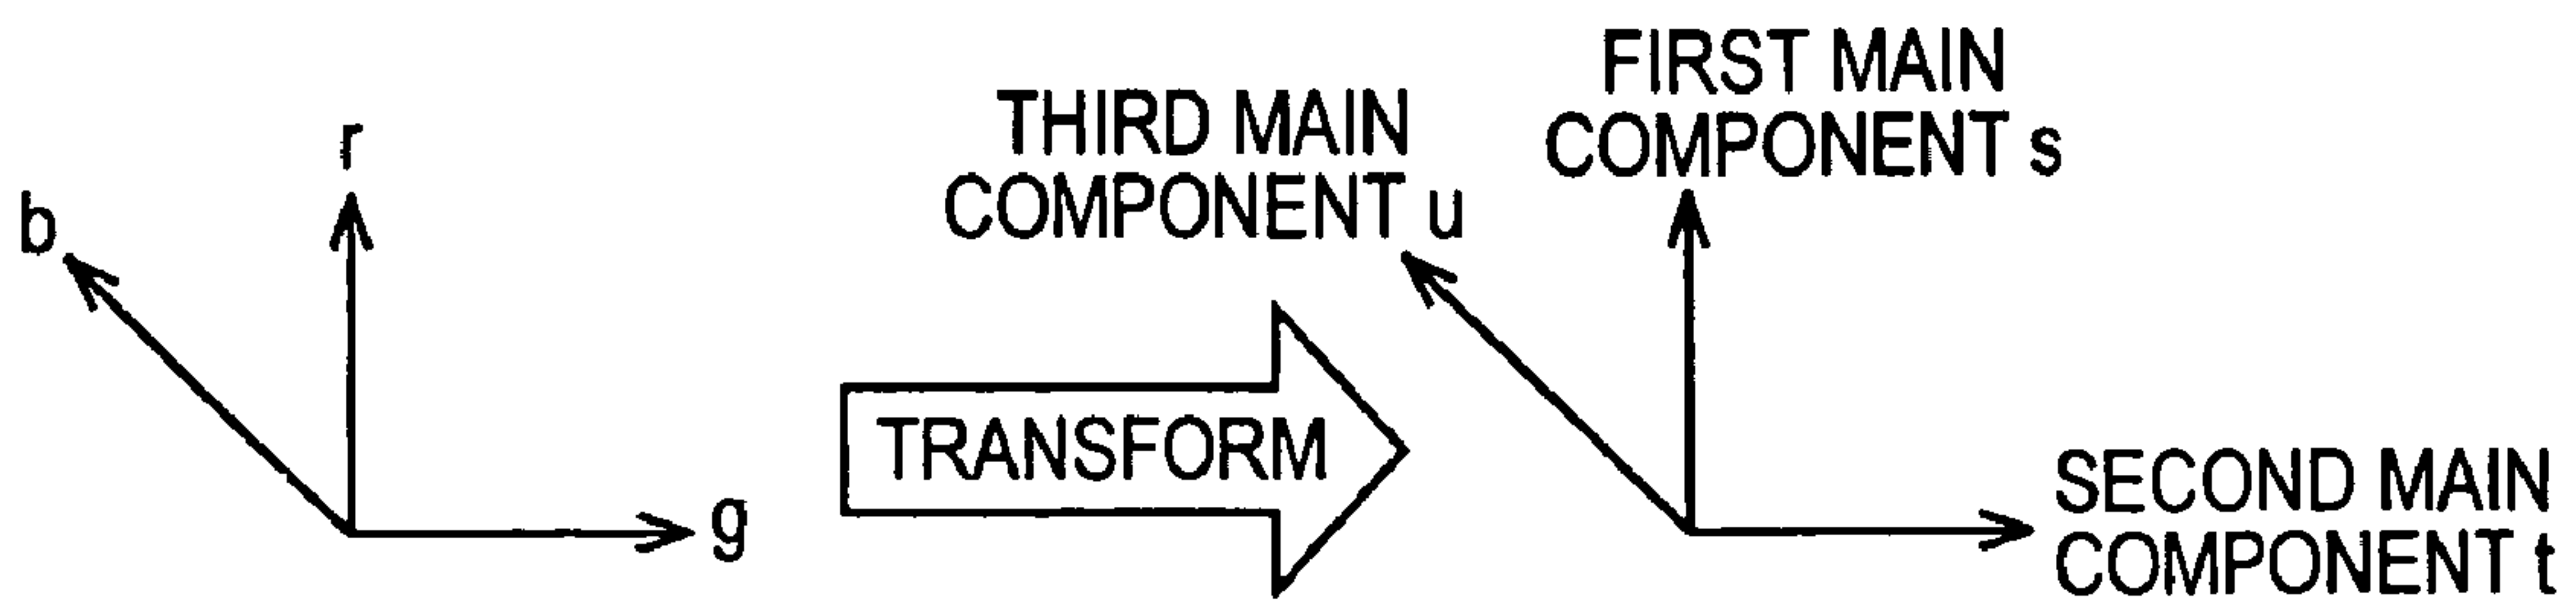 r
b
g
TRANSFORM
THIRD MAIN
COMPONENT u
FIRST MAIN
COMPONENT s
SECOND MAIN
COMPONENT t